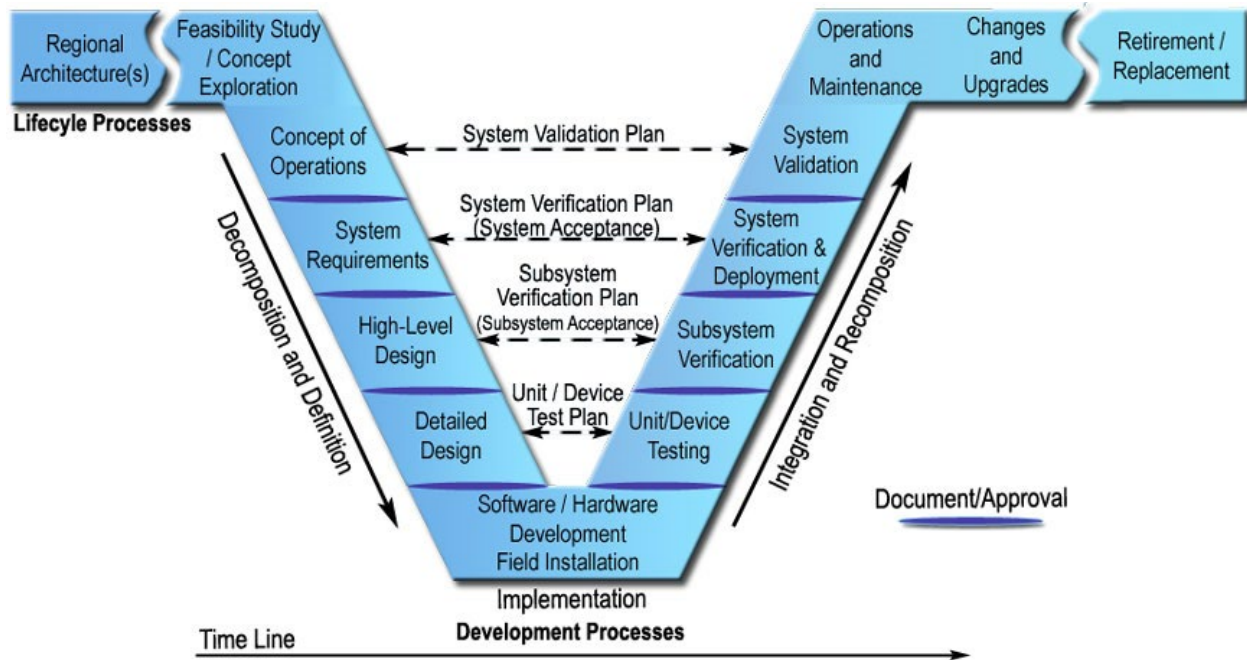 Regional
Architecture(s)
Feasibility Study
/ Concept
Exploration
Operations
and
Maintenance
Changes
and
Upgrades
Retirement /
Replacement
Lifecyle Processes
Concept of
Operations
System Validation Plan
System
Validation
Decomposition and Definition
System
Requirements
System Verification Plan
(System Acceptance)
System
Verification &
Deployment
High-Level
Design
Subsystem
Verification Plan
(Subsystem Acceptance)
Subsystem
Verification
Integration and Recomposition
Detailed
Design
Unit / Device
Test Plan
Unit/Device
Testing
Software / Hardware
Development
Field Installation
Document/Approval
Implementation
Development Processes
Time Line